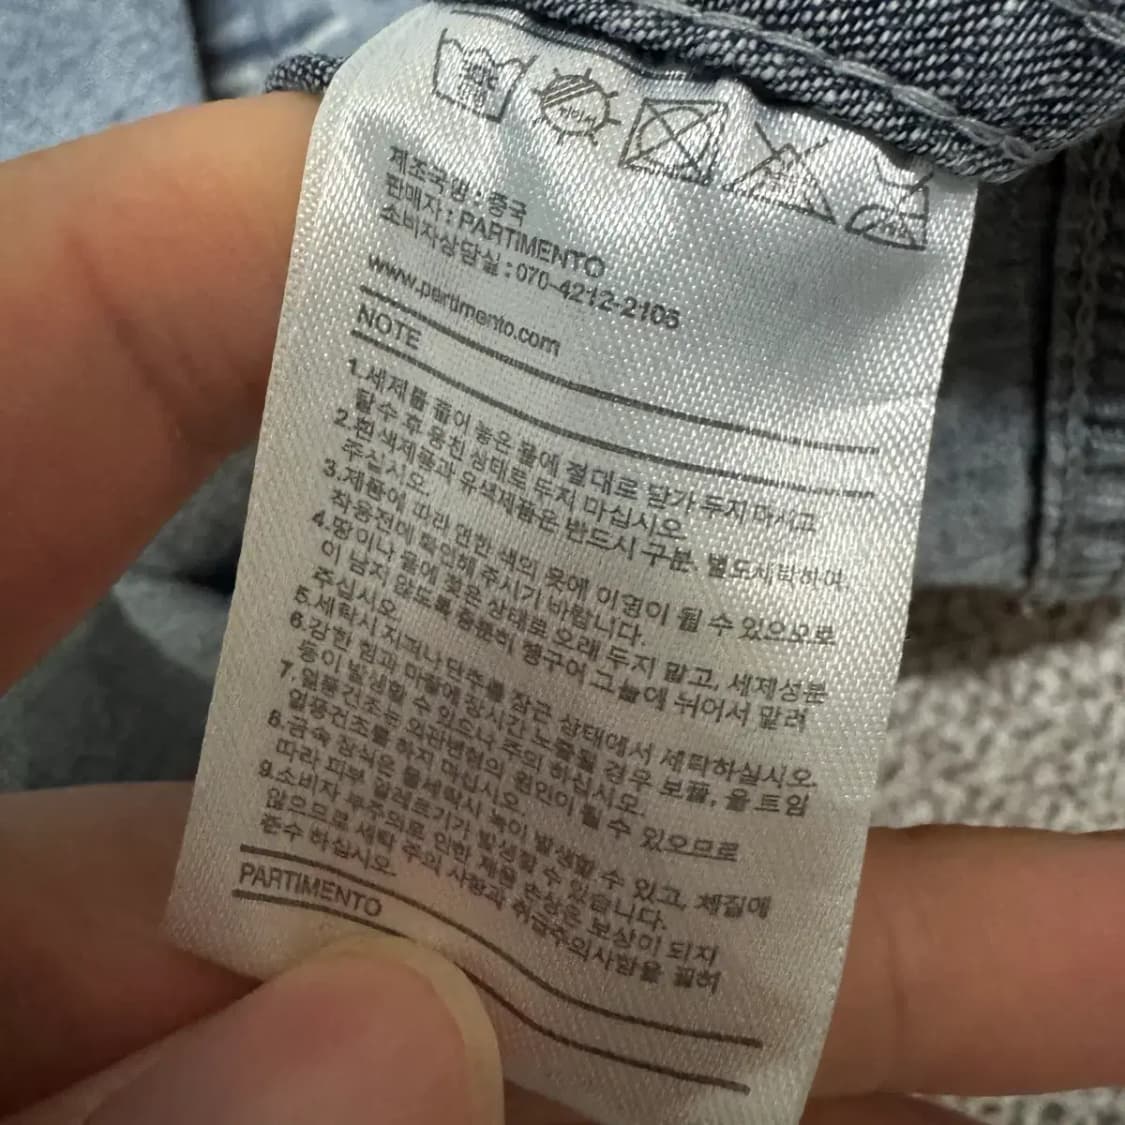 제조국명 : 중국
판매자 : PARTIMENTO
소비자상담실 : 070-4212-2106
www.partimento.com
NOTE
1.세제를 풀어 놓은 물에 절대로 담가 두지 마시고
탈수 후 뭉친 상태로 두지 마십시오
2.흰색제품과 유색제품은 반드시 구분, 별도세탁하여,
주십시오.
3.제품에 따라 연한 색의 옷에 이염이 될 수 있으므로
착용전에 확인해 주시기 바랍니다.
4.땀이나 물에 젖은 상태로 오래 두지 말고, 세제성분
이 남지 않도록 충분히 헹구어 그늘에 뉘어서 말려
주십시오.
5.세탁시 지퍼나 단추를 잠근 상태에서 세탁하십시오.
6.강한 힘과 마찰에 장시간 노출될 경우 보풀, 올 트임
등이 발생할 수 있으니 주의 하십시오.
7.열풍건조는 외관변형의 원인이 될 수 있으므로
열풍건조를 하지 마십시오.
8.금속 장식은 물세탁시 녹이 발생할 수 있고, 체질에
따라 피부 알레르기가 발생할 수 있습니다.
9.소비자 부주의로 인한 제품 손상은 보상이 되지
않으므로 세탁 주의 사항과 취급주의사항을 필히
준수 하십시오.
PARTIMENTO